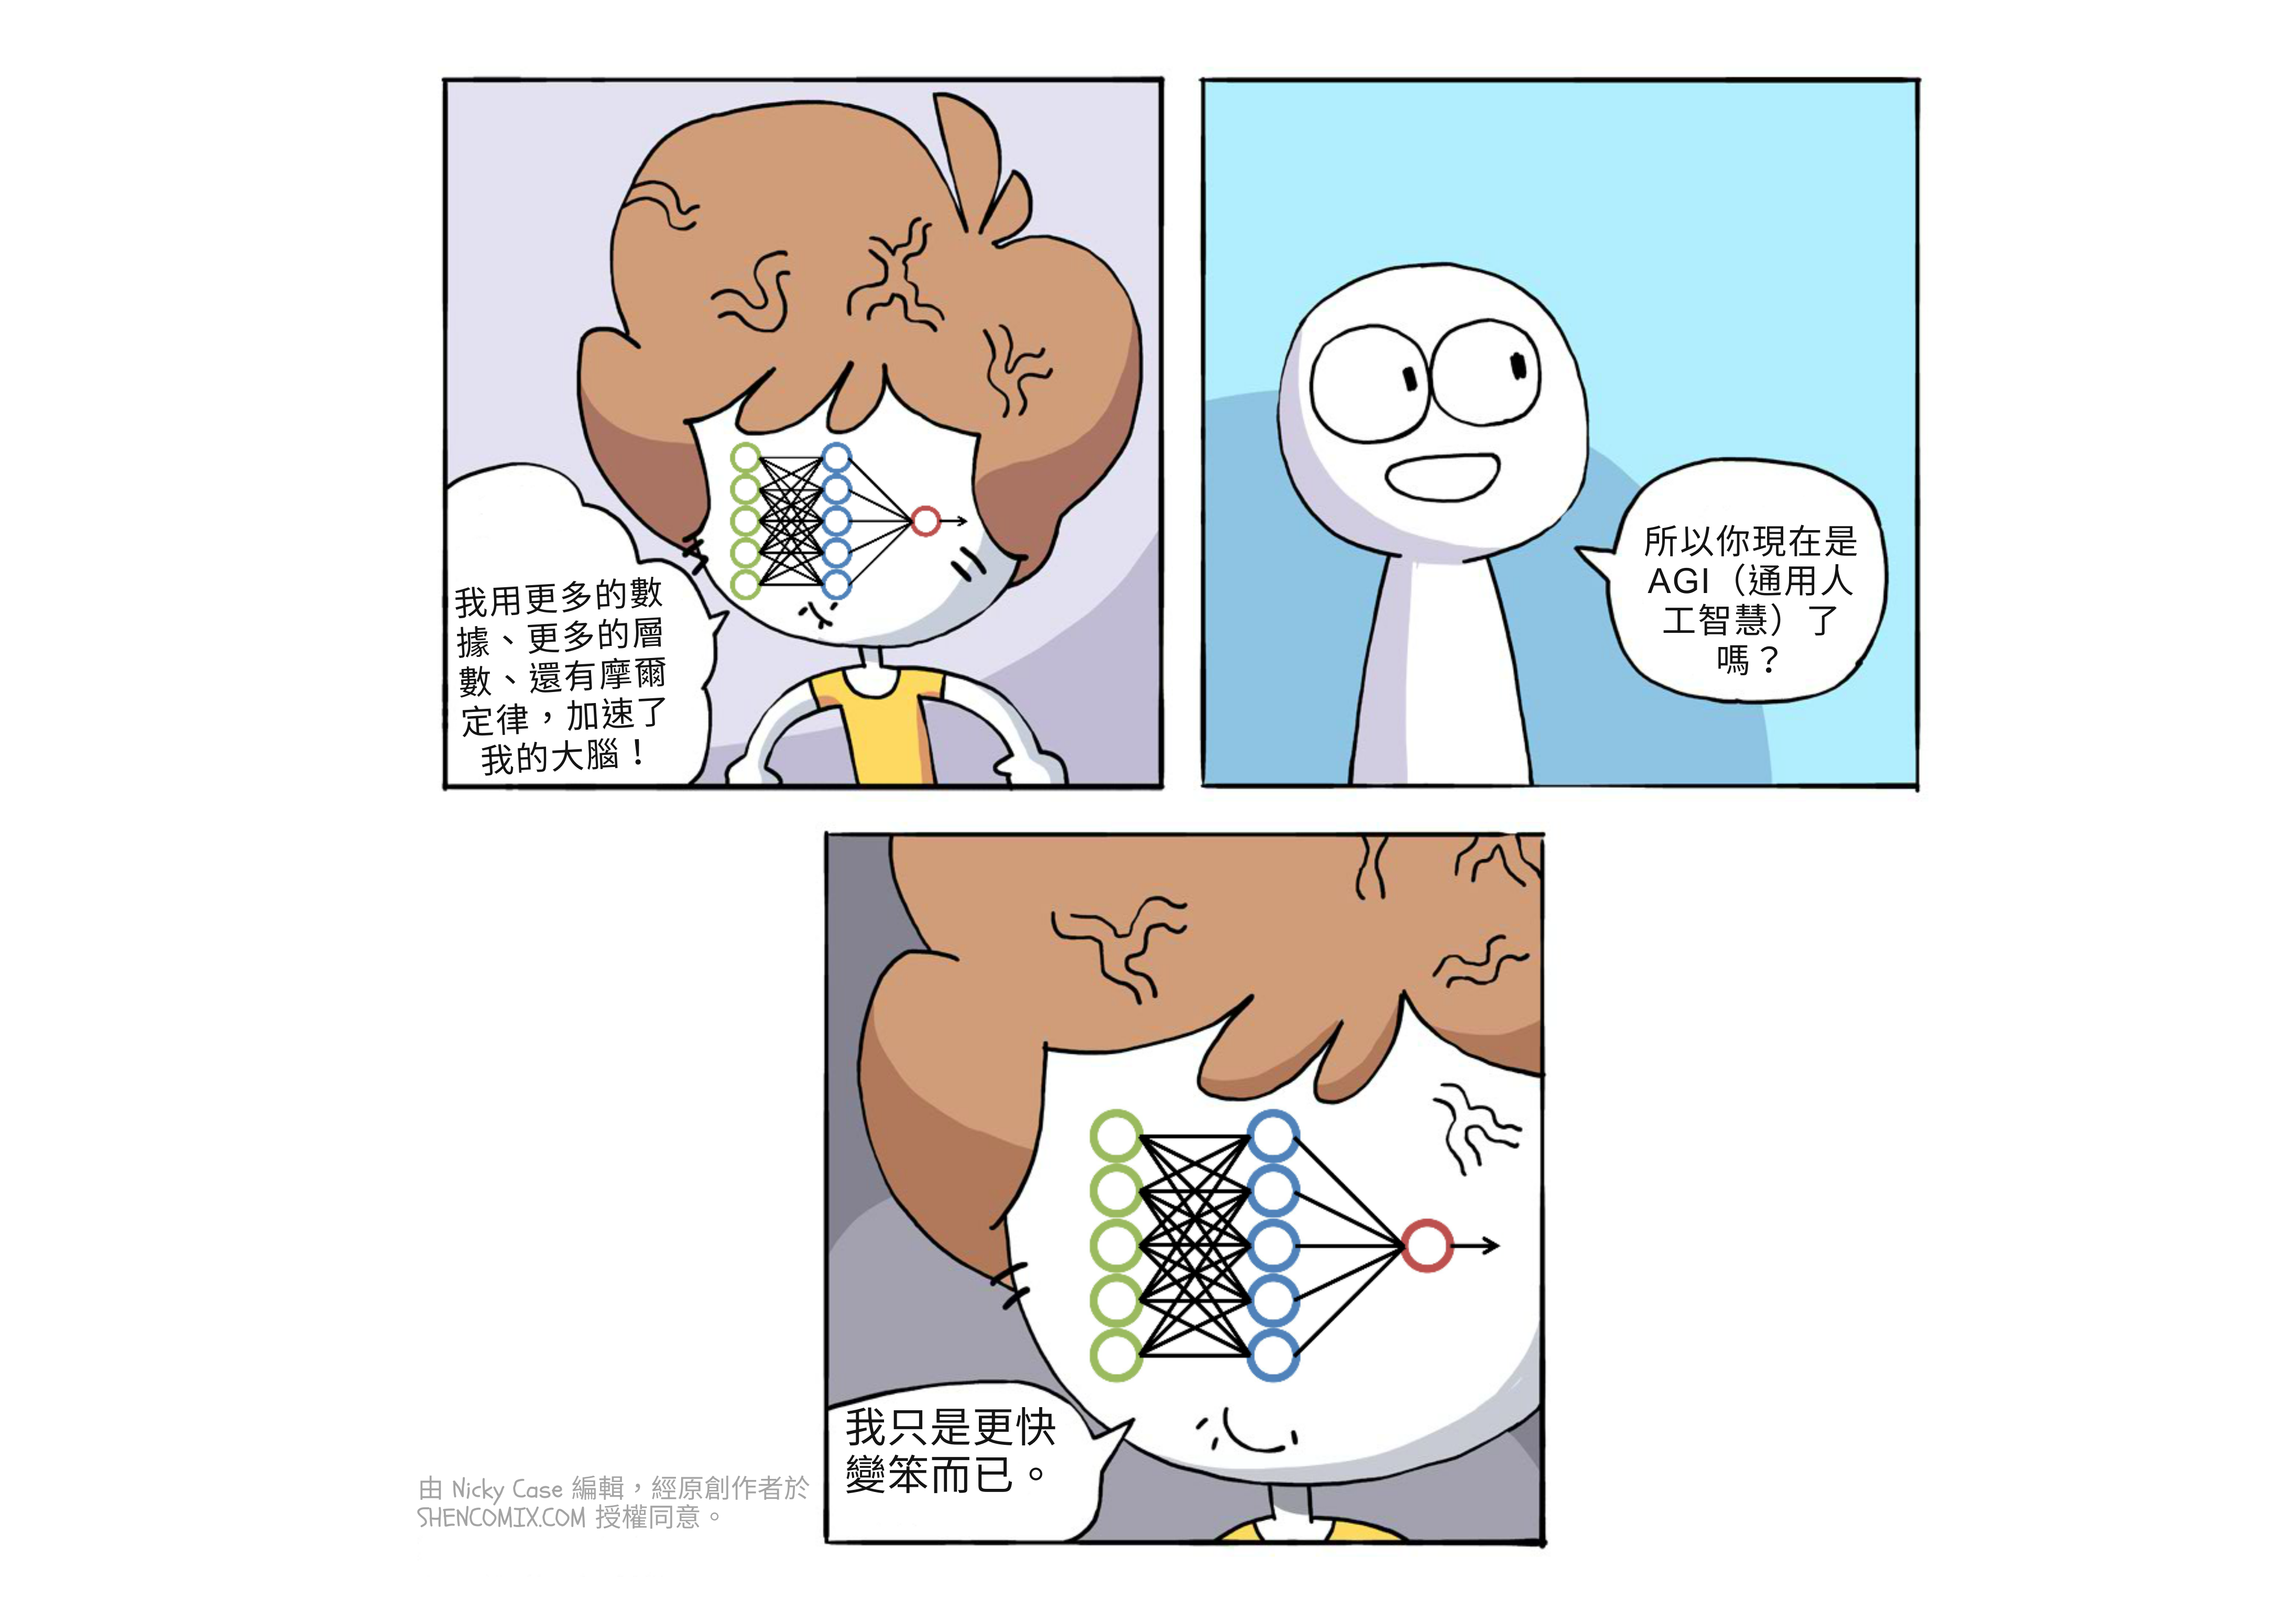 我用更多的數
據、更多的層
數、還有摩爾
定律，加速了
我的大腦！
所以你現在是
AGI（通用人
工智慧）了
嗎？
我只是更快
變笨而已。
由 Nicky Case 編輯，經原創作者於
SHENCOMIX.COM 授權同意。